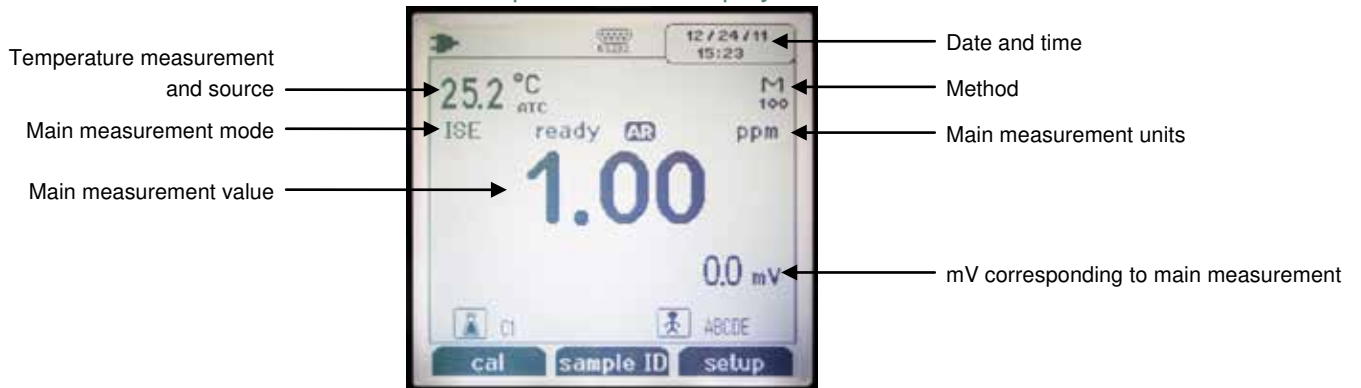 Temperature measurement
and source
Main measurement mode
Main measurement value
12/24/11
15:23
25.2 °C
ATC
M
100
ISE ready AR ppm
1.00
0.0 mV
C1 ABCDE
cal sample ID setup
Date and time
Method
Main measurement units
mV corresponding to main measurement